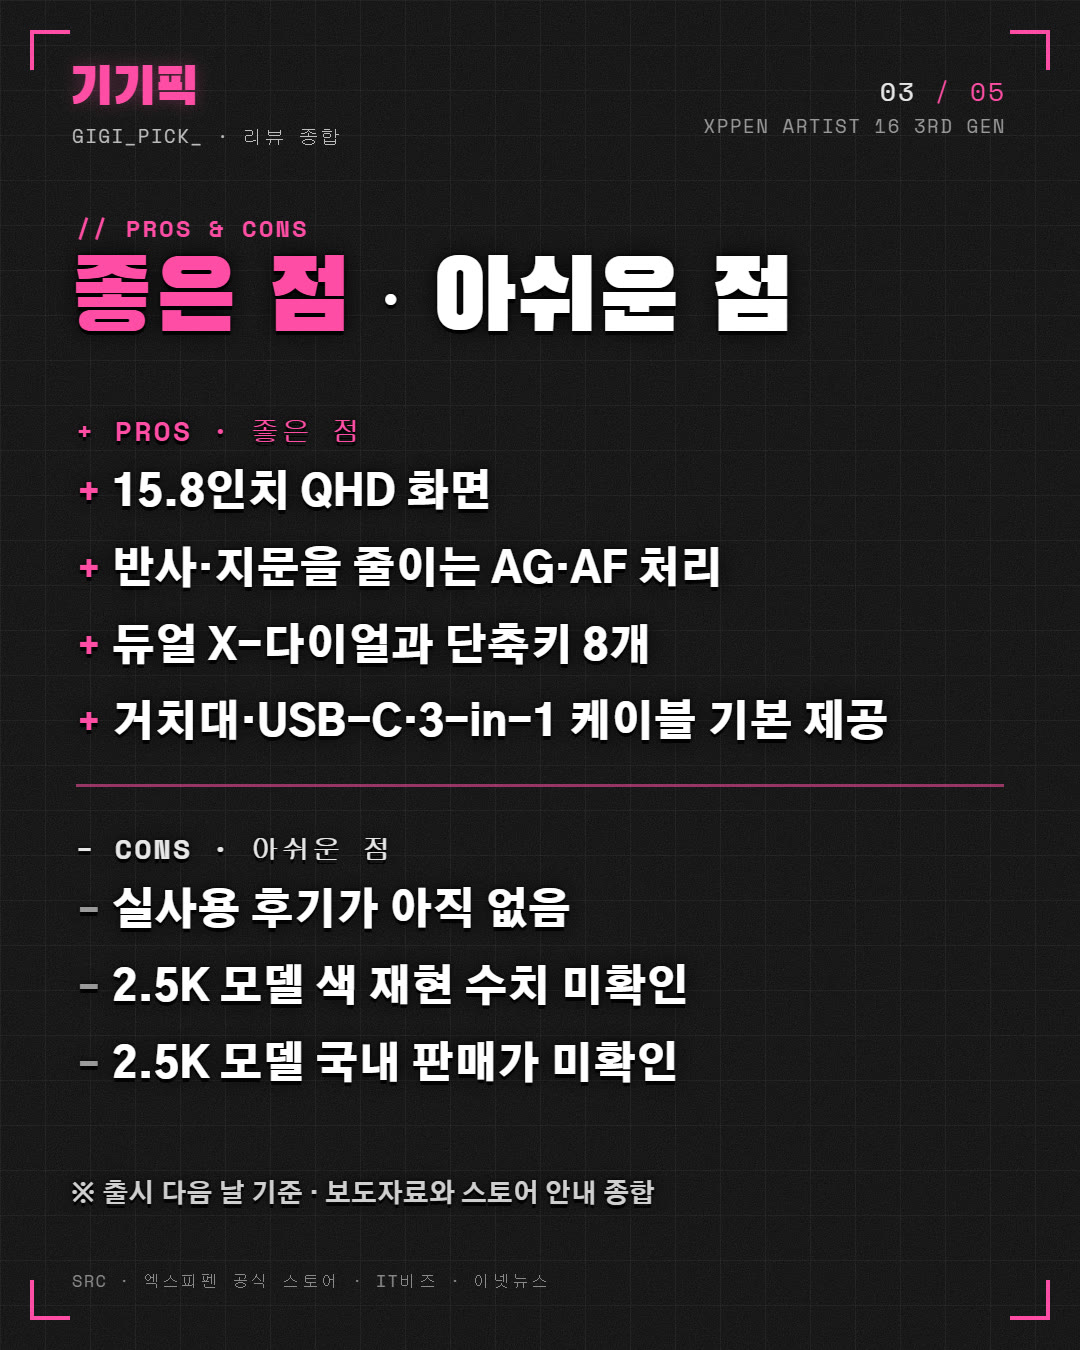 기기픽
GIGI_PICK_ · 리뷰 종합
03 / 05
XPPEN ARTIST 16 3RD GEN
// PROS & CONS
좋은 점 · 아쉬운 점
+ PROS · 좋은 점
+ 15.8인치 QHD 화면
+ 반사·지문을 줄이는 AG·AF 처리
+ 듀얼 X-다이얼과 단축키 8개
+ 거치대·USB-C·3-in-1 케이블 기본 제공
- CONS · 아쉬운 점
- 실사용 후기가 아직 없음
- 2.5K 모델 색 재현 수치 미확인
- 2.5K 모델 국내 판매가 미확인
※ 출시 다음 날 기준 · 보도자료와 스토어 안내 종합
SRC · 엑스피펜 공식 스토어 · IT비즈 · 이넷뉴스